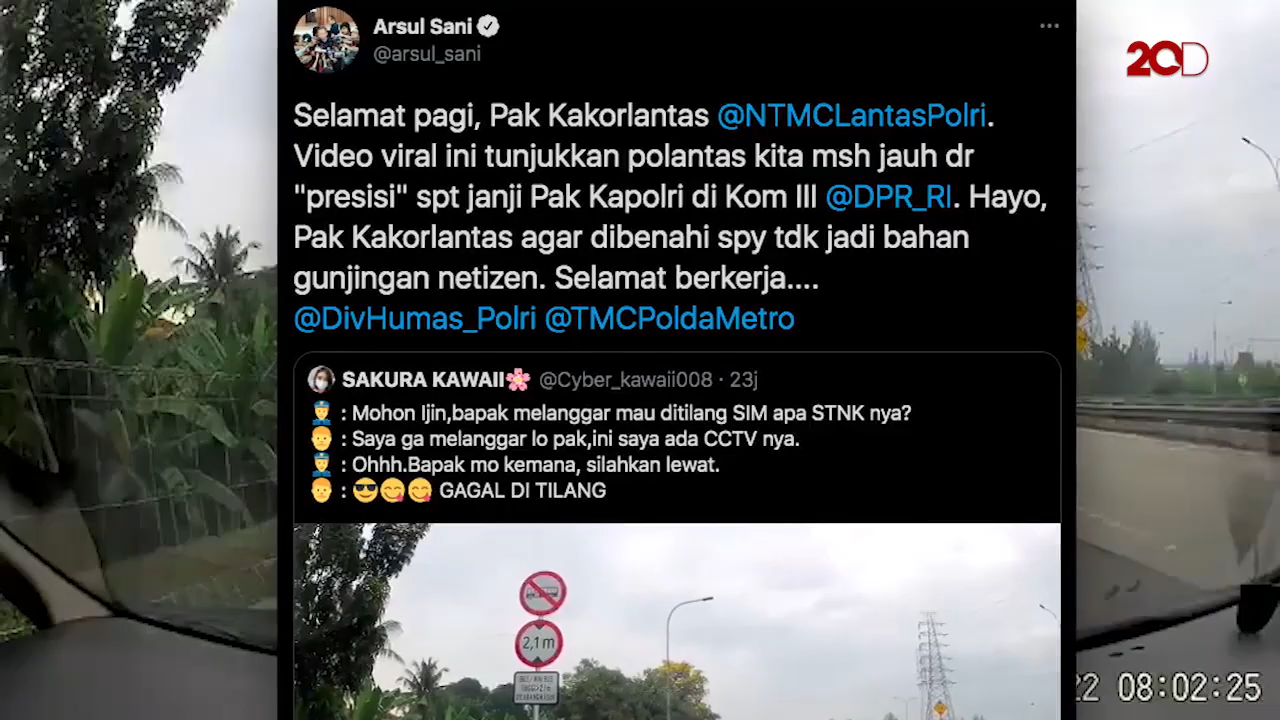 Arsul Sani
@arsul_sani
20D
Selamat pagi, Pak Kakorlantas @NTMCLantasPolri.
Video viral ini tunjukkan polantas kita msh jauh dr
"presisi" spt janji Pak Kapolri di Kom III @DPR_RI. Hayo,
Pak Kakorlantas agar dibenahi spy tdk jadi bahan
gunjingan netizen. Selamat berkerja....
@DivHumas_Polri @TMCPoldaMetro
SAKURA KAWAII🌸 @Cyber_kawaii008 · 23j
👮 : Mohon Ijin,bapak melanggar mau ditilang SIM apa STNK nya?
👨 : Saya ga melanggar lo pak,ini saya ada CCTV nya.
👮 : Ohhh.Bapak mo kemana, silahkan lewat.
👨 : 😎😋😋 GAGAL DI TILANG
2,1 m
22 08:02:25